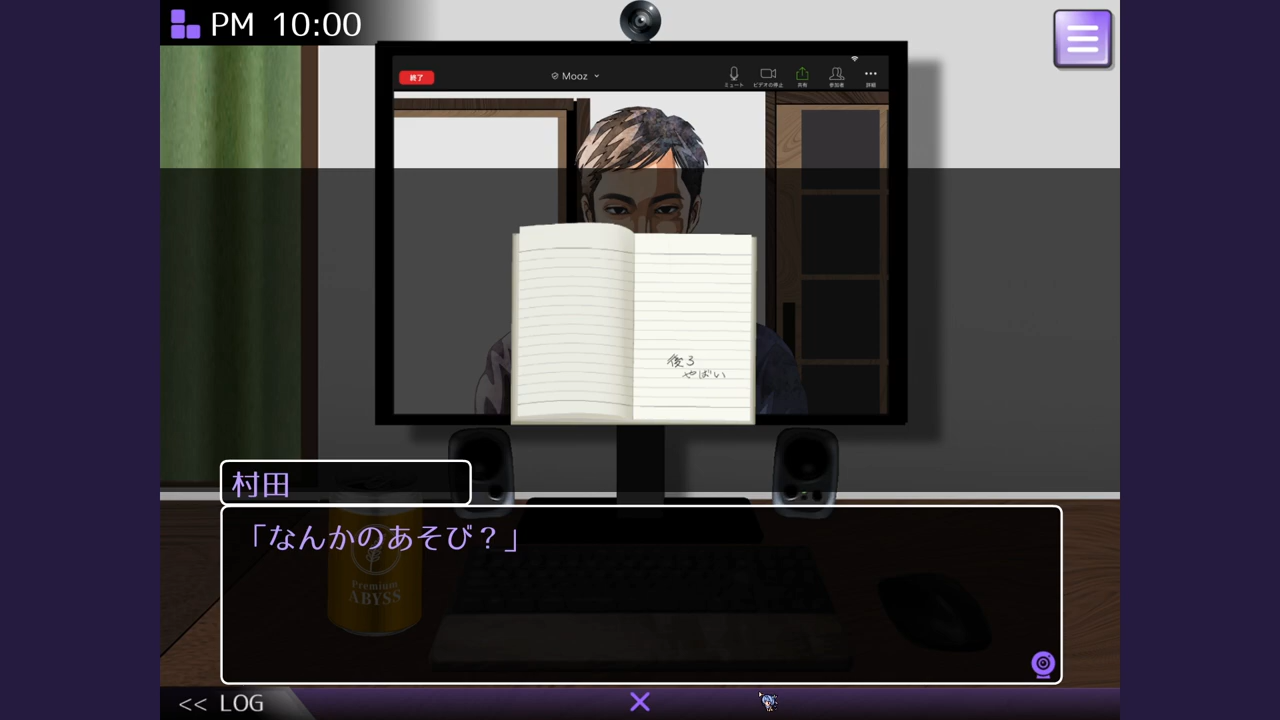 PM 10:00
終了
Mooz
ミュート
ビデオの停止
共有
参加者
詳細
後ろ
やばい
村田
「なんかのあそび？」
Premium
ABYSS
<< LOG